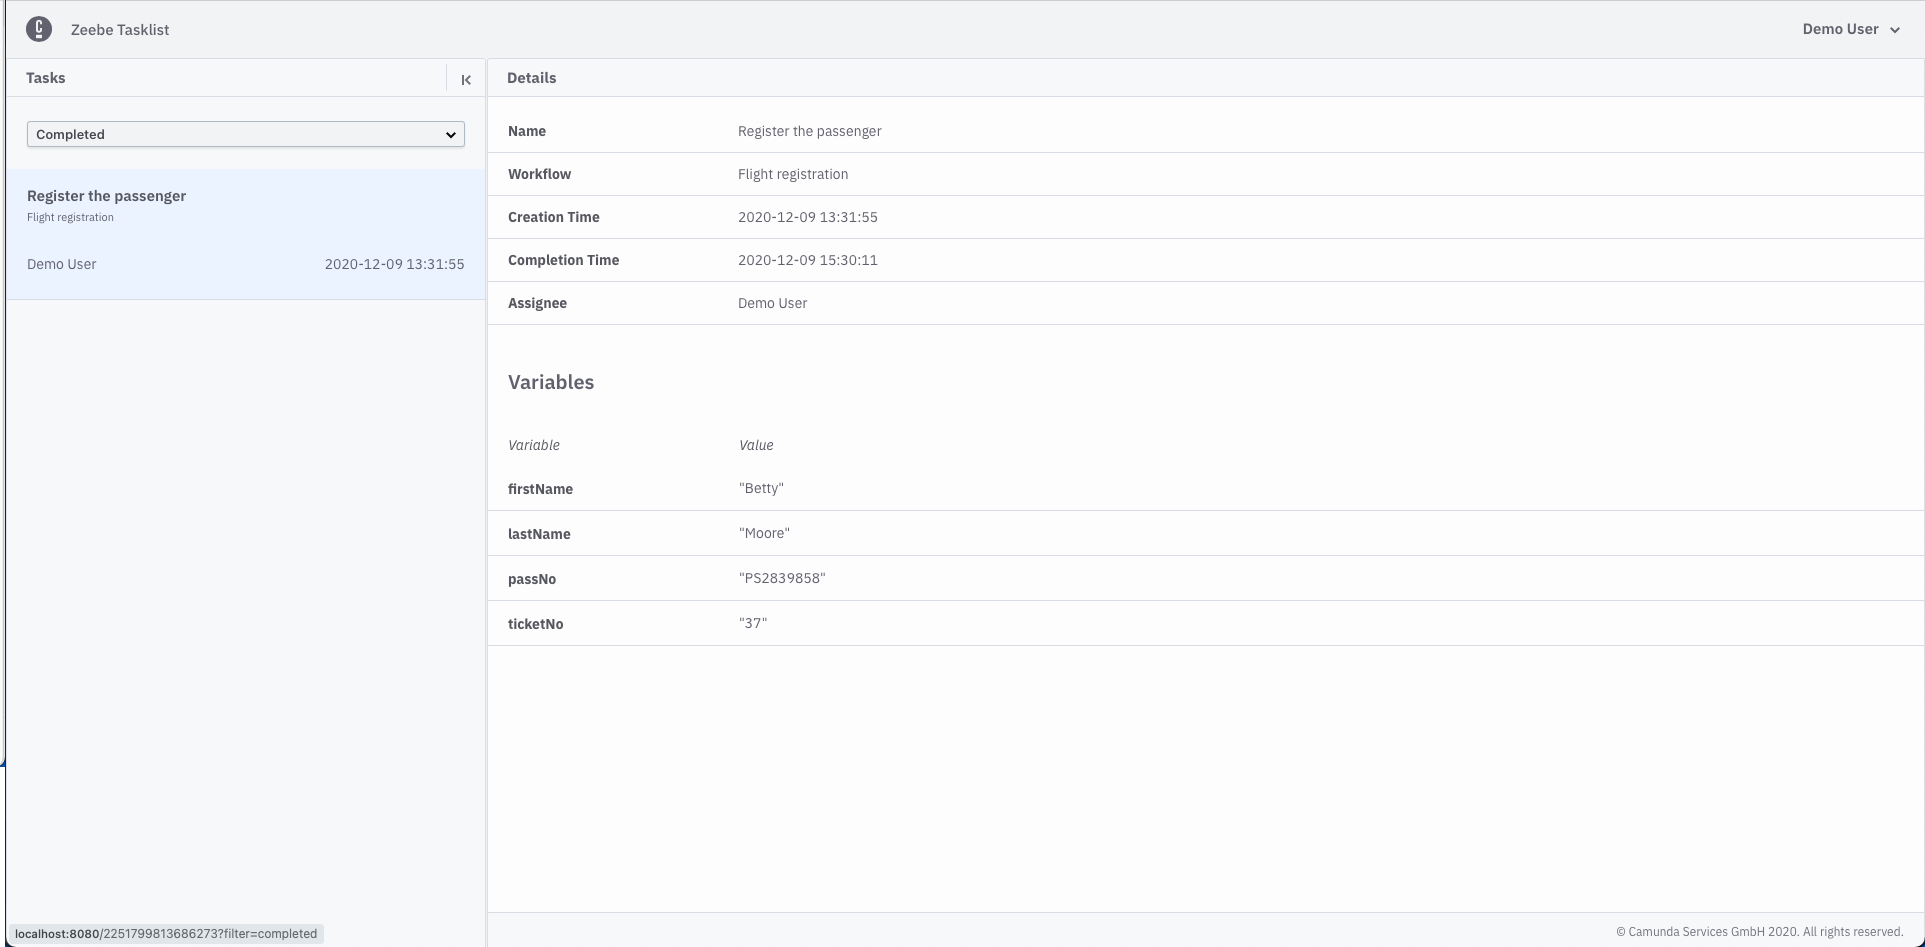 Zeebe Tasklist
Demo User
Tasks
Details
Completed
Register the passenger
Flight registration
Demo User 2020-12-09 13:31:55
Name Register the passenger
Workflow Flight registration
Creation Time 2020-12-09 13:31:55
Completion Time 2020-12-09 15:30:11
Assignee Demo User
Variables
Variable Value
firstName "Betty"
lastName "Moore"
passNo "PS2839858"
ticketNo "37"
localhost:8080/2251799813686273?filter=completed
© Camunda Services GmbH 2020. All rights reserved.